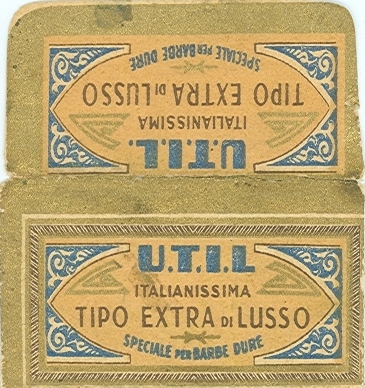 U.T.I.L.
ITALIANISSIMA
TIPO EXTRA DI LUSSO
SPECIALE PER BARBE DURE
U.T.I.L
ITALIANISSIMA
TIPO EXTRA DI LUSSO
SPECIALE PER BARBE DURE